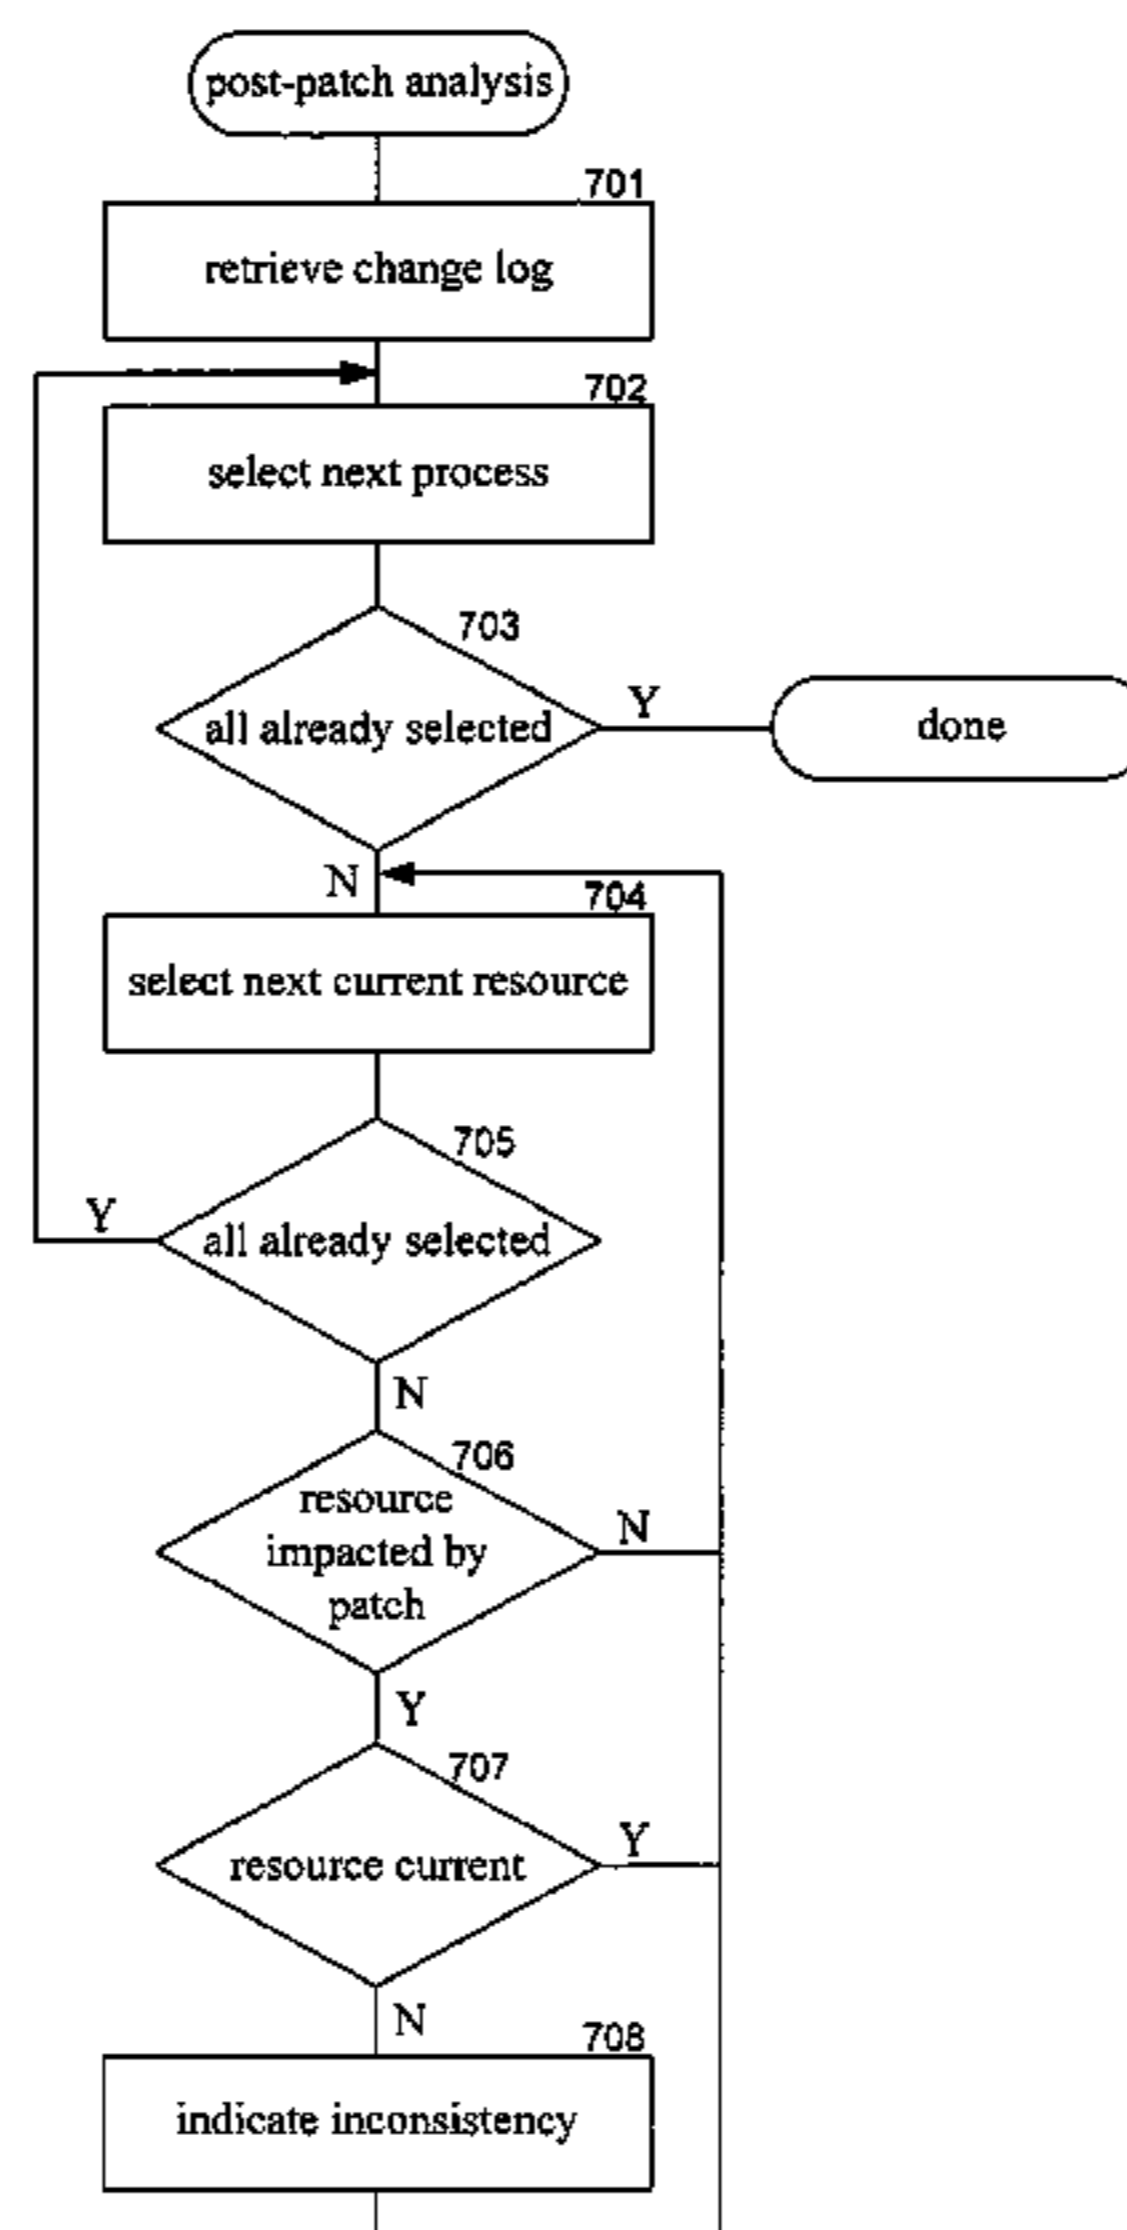 post-patch analysis
701
retrieve change log
702
select next process
703
all already selected
Y
done
N
704
select next current resource
705
all already selected
Y
N
706
resource
impacted by
patch
N
Y
707
resource current
Y
N
708
indicate inconsistency